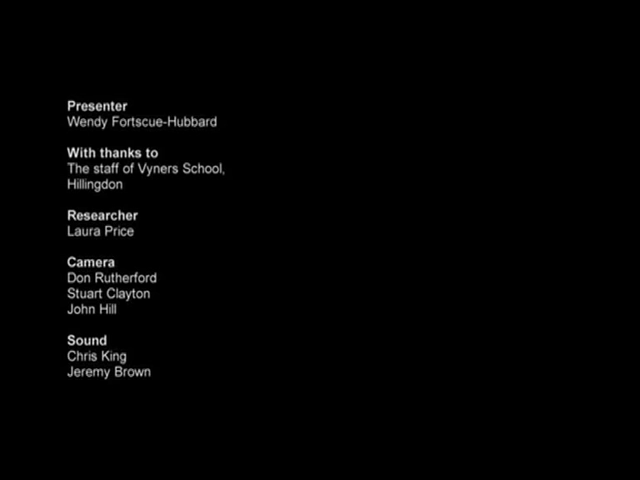 Presenter
Wendy Fortscue-Hubbard
With thanks to
The staff of Vyners School,
Hillingdon
Researcher
Laura Price
Camera
Don Rutherford
Stuart Clayton
John Hill
Sound
Chris King
Jeremy Brown